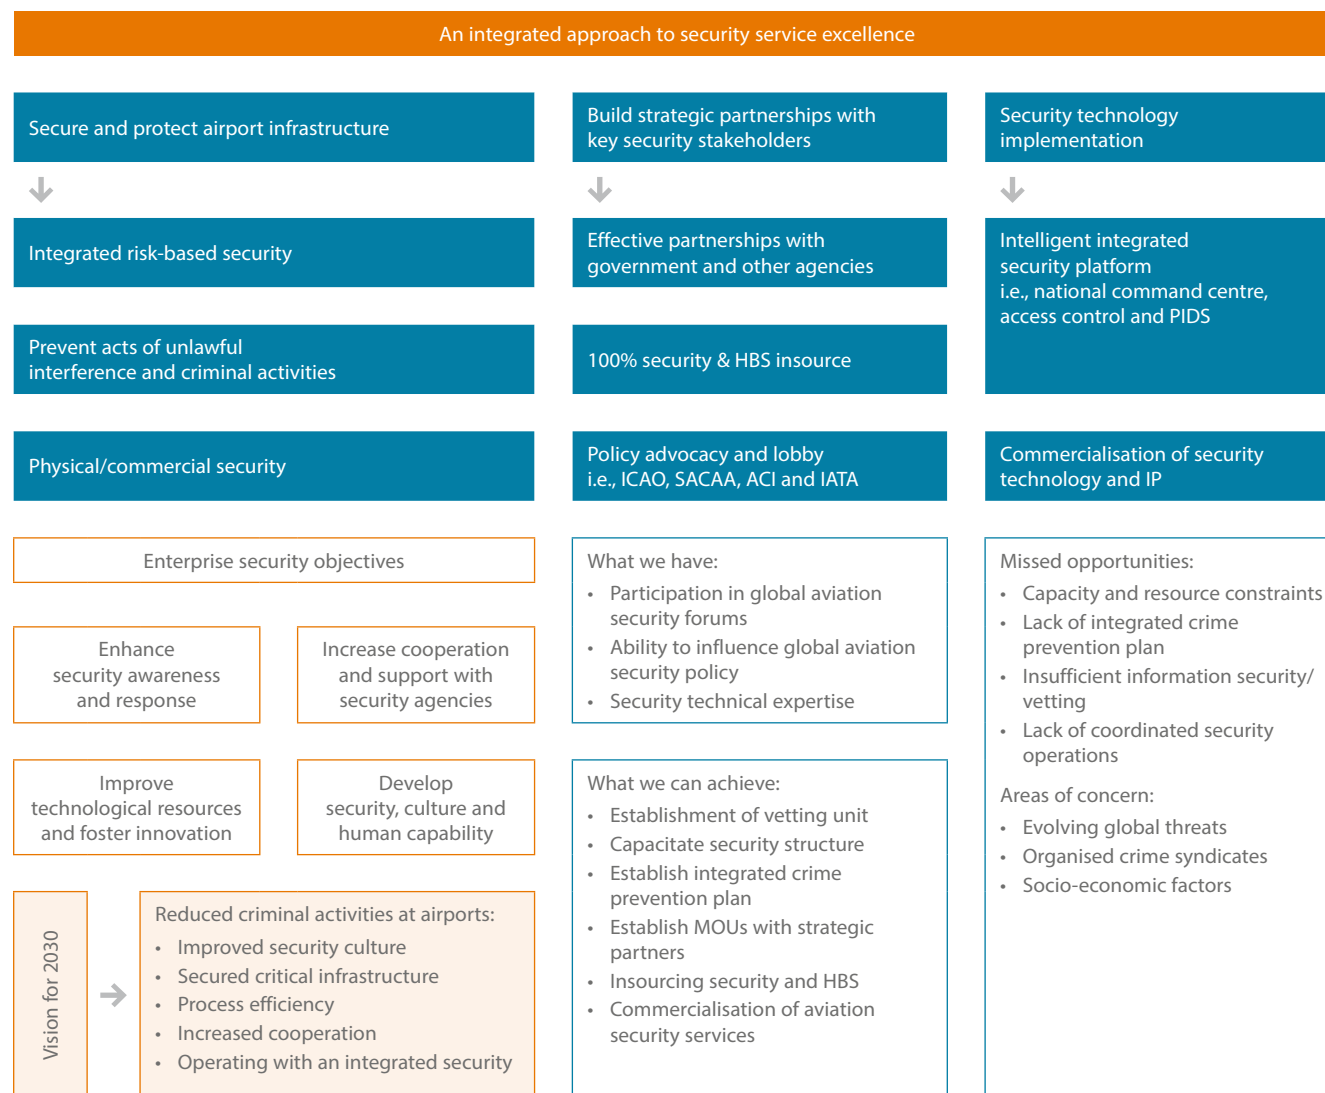 An integrated approach to security service excellence
Secure and protect airport infrastructure
Integrated risk-based security
Prevent acts of unlawful
interference and criminal activities
Physical/commercial security
Build strategic partnerships with
key security stakeholders
Effective partnerships with
government and other agencies
100% security & HBS insource
Policy advocacy and lobby
i.e., ICAO, SACAA, ACI and IATA
Security technology
implementation
Intelligent integrated
security platform
i.e., national command centre,
access control and PIDS
Commercialisation of security
technology and IP
Enterprise security objectives
Enhance
security awareness
and response
Increase cooperation
and support with
security agencies
Improve
technological resources
and foster innovation
Develop
security, culture and
human capability
Vision for 2030
Reduced criminal activities at airports:
• Improved security culture
• Secured critical infrastructure
• Process efficiency
• Increased cooperation
• Operating with an integrated security
What we have:
• Participation in global aviation
security forums
• Ability to influence global aviation
security policy
• Security technical expertise
What we can achieve:
• Establishment of vetting unit
• Capacitate security structure
• Establish integrated crime
prevention plan
• Establish MOUs with strategic
partners
• Insourcing security and HBS
• Commercialisation of aviation
security services
Missed opportunities:
• Capacity and resource constraints
• Lack of integrated crime
prevention plan
• Insufficient information security/
vetting
• Lack of coordinated security
operations
Areas of concern:
• Evolving global threats
• Organised crime syndicates
• Socio-economic factors